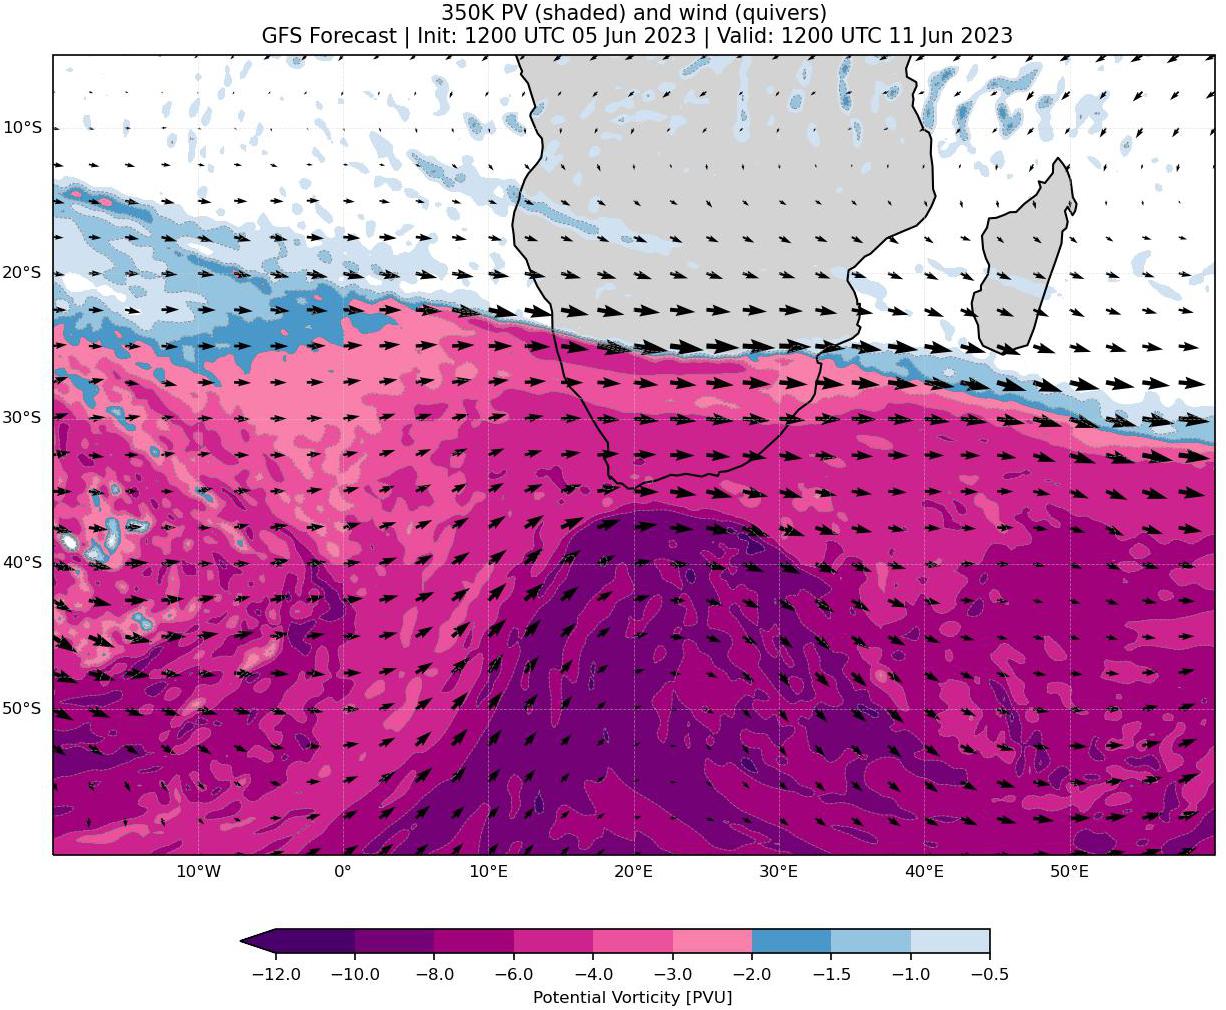 350K PV (shaded) and wind (quivers)
GFS Forecast | Init: 1200 UTC 05 Jun 2023 | Valid: 1200 UTC 11 Jun 2023
10°S
20°S
30°S
40°S
50°S
10°W 0° 10°E 20°E 30°E 40°E 50°E
−12.0 −10.0 −8.0 −6.0 −4.0 −3.0 −2.0 −1.5 −1.0 −0.5
Potential Vorticity [PVU]